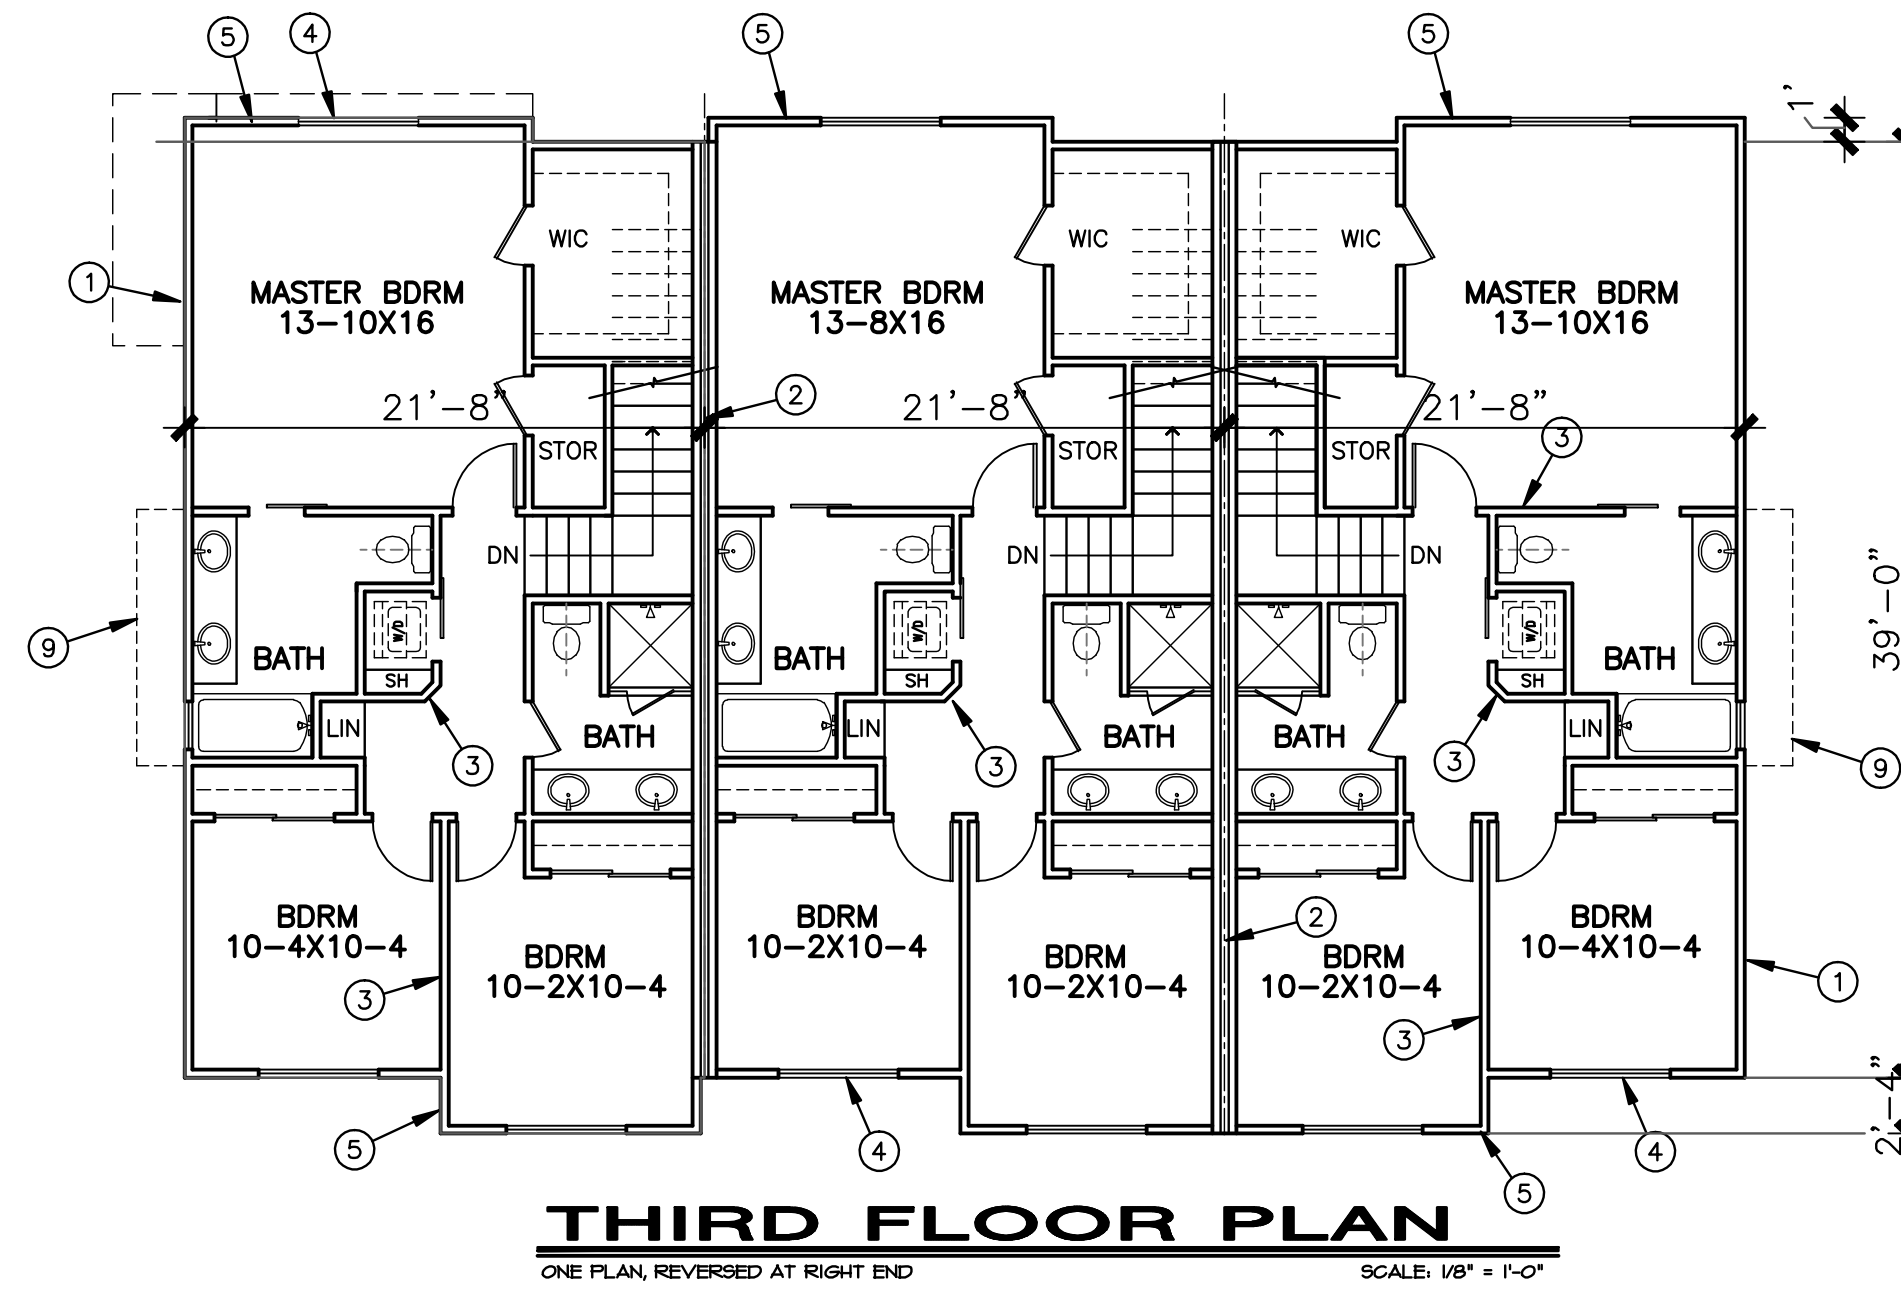 5 4 5 5
1'
WIC WIC WIC
1
MASTER BDRM MASTER BDRM MASTER BDRM
13-10X16 13-8X16 13-10X16
2
21'-8" 21'-8" 21'-8"
3
STOR STOR STOR
DN DN DN
39'-0"
W/D W/D W/D
9
BATH BATH BATH
SH SH SH
LIN LIN LIN
BATH BATH BATH
3 3 3
9
BDRM BDRM BDRM
10-4X10-4 10-2X10-4 10-4X10-4
2
BDRM BDRM BDRM
10-2X10-4 10-2X10-4 10-2X10-4
1
3
3
2'-4"
5 4 4
5
THIRD FLOOR PLAN
ONE PLAN, REVERSED AT RIGHT END SCALE: 1/8" = 1'-0"